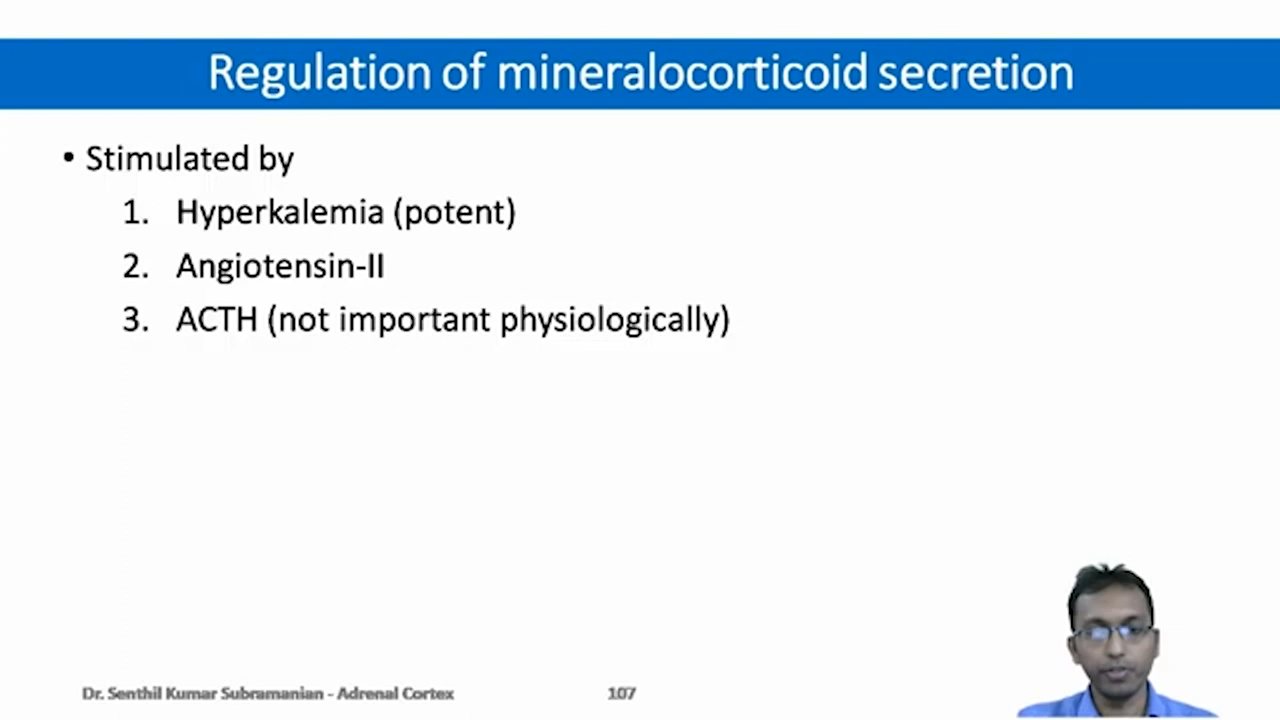 Regulation of mineralocorticoid secretion
• Stimulated by
1. Hyperkalemia (potent)
2. Angiotensin-II
3. ACTH (not important physiologically)
Dr. Senthil Kumar Subramanian - Adrenal Cortex 107